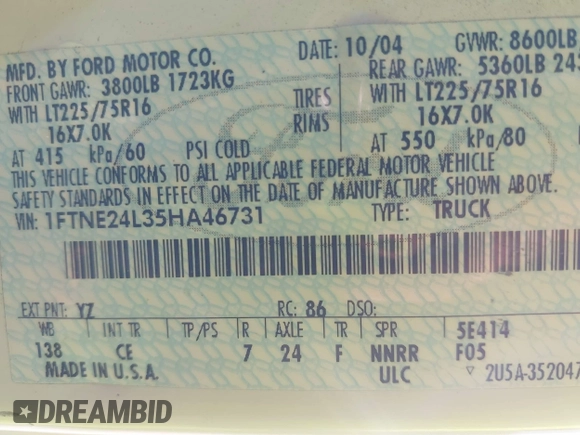 MFD. BY FORD MOTOR CO.
DATE: 10/04
GVWR: 8600LB
FRONT GAWR: 3800LB 1723KG
REAR GAWR: 5360LB
WITH LT225/75R16
TIRES
WITH LT225/75R16
16X7.0K
RIMS
16X7.0K
AT 415 kPa/60 PSI COLD
AT 550 kPa/80
THIS VEHICLE CONFORMS TO ALL APPLICABLE FEDERAL MOTOR VEHICLE
SAFETY STANDARDS IN EFFECT ON THE DATE OF MANUFACTURE SHOWN ABOVE.
VIN: 1FTNE24L35HA46731
TYPE: TRUCK
EXT PNT: YZ
RC: 86 DSO:
WB INT TR TP/PS R AXLE TR SPR 5E414
138 CE 7 24 F NNRR F05
MADE IN U.S.A.
ULC
2U5A-352047
DREAMBID